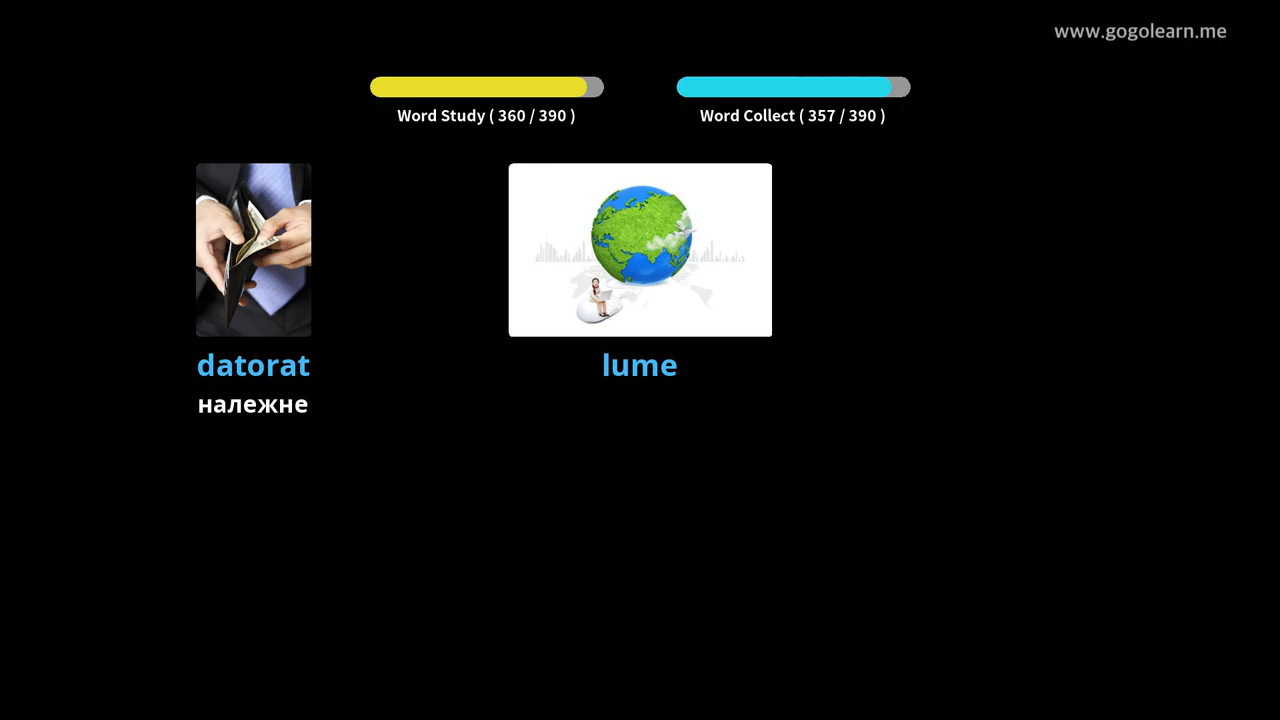 www.gogolearn.me
Word Study ( 360 / 390 )
Word Collect ( 357 / 390 )
datorat
lume
належне